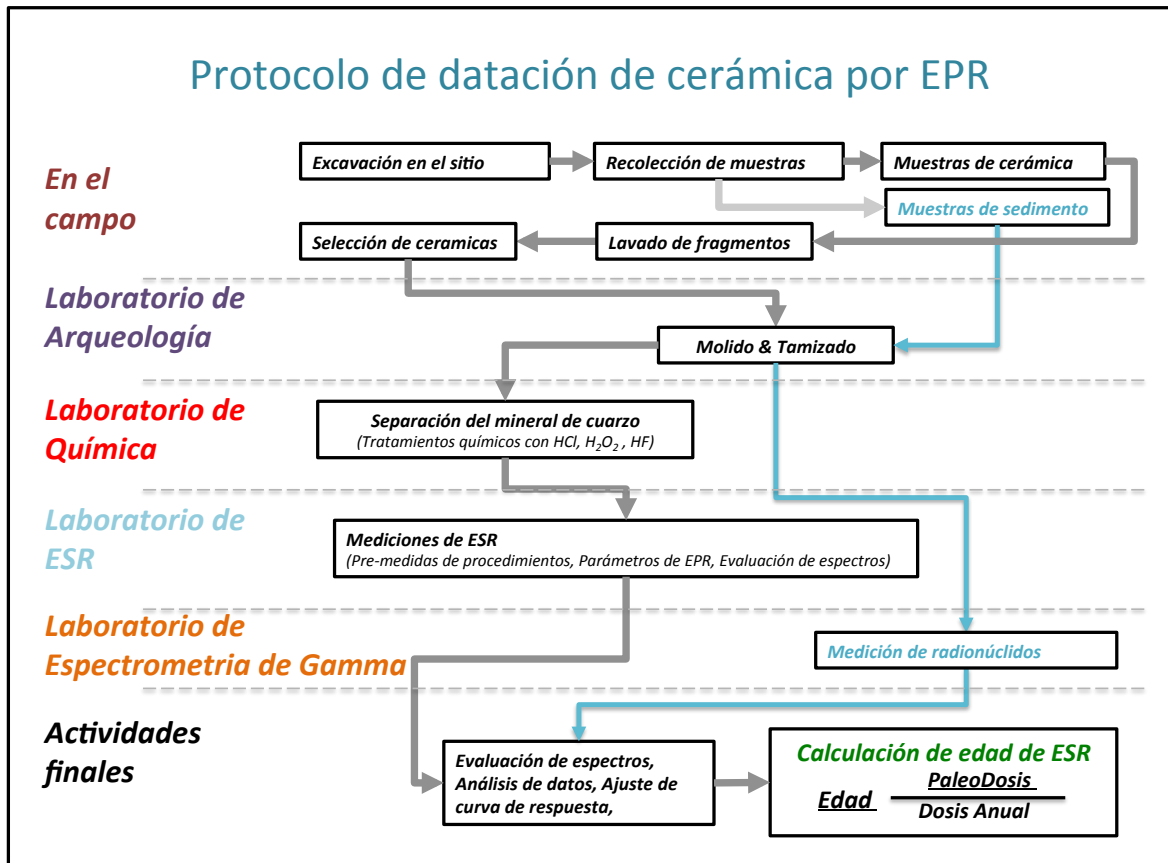 Protocolo de datación de cerámica por EPR
En el
campo
Excavación en el sitio
Recolección de muestras
Muestras de cerámica
Muestras de sedimento
Selección de ceramicas
Lavado de fragmentos
Laboratorio de
Arqueología
Molido & Tamizado
Laboratorio de
Química
Separación del mineral de cuarzo
(Tratamientos químicos con HCl, H₂O₂ , HF)
Laboratorio de
ESR
Mediciones de ESR
(Pre-medidas de procedimientos, Parámetros de EPR, Evaluación de espectros)
Laboratorio de
Espectrometria de Gamma
Medición de radionúclidos
Actividades
finales
Evaluación de espectros,
Análisis de datos, Ajuste de
curva de respuesta,
Calculación de edad de ESR
PaleoDosis
Edad
Dosis Anual